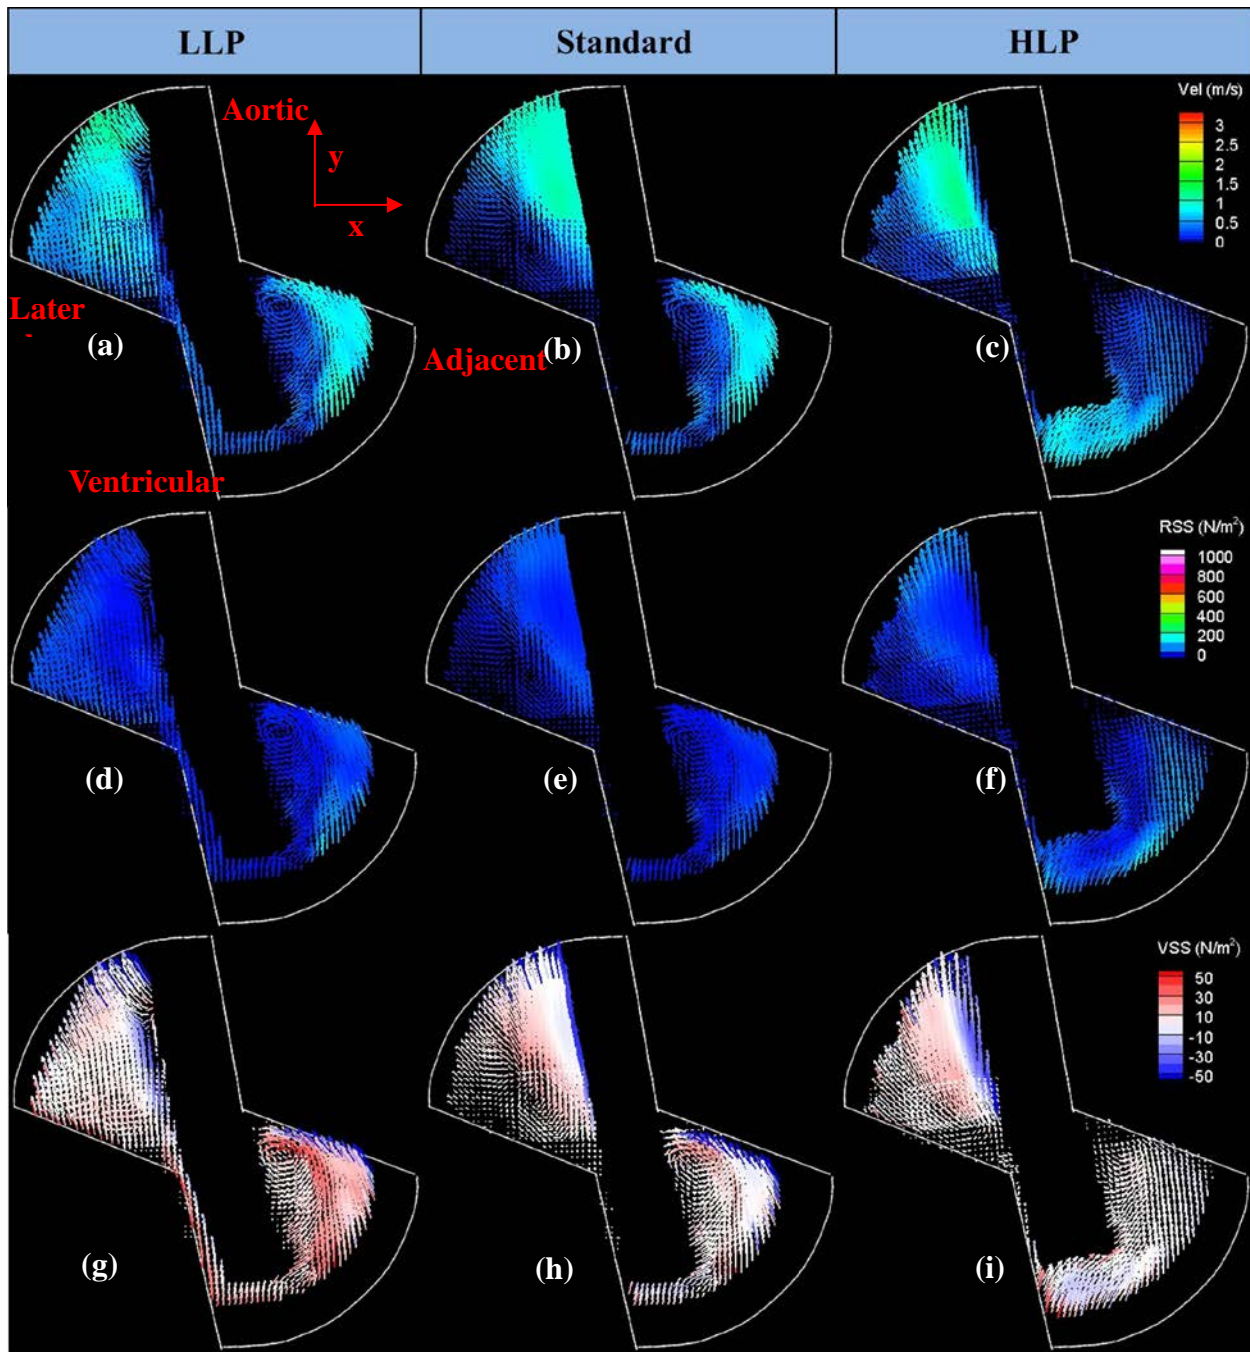 LLP
Standard
HLP
Vel (m/s)
3
2.5
2
1.5
1
0.5
0
Aortic
y
x
Later
(a)
Adjacent
(b)
(c)
Ventricular
RSS (N/m²)
1000
800
600
400
200
0
(d)
(e)
(f)
VSS (N/m²)
50
30
10
-10
-30
-50
(g)
(h)
(i)